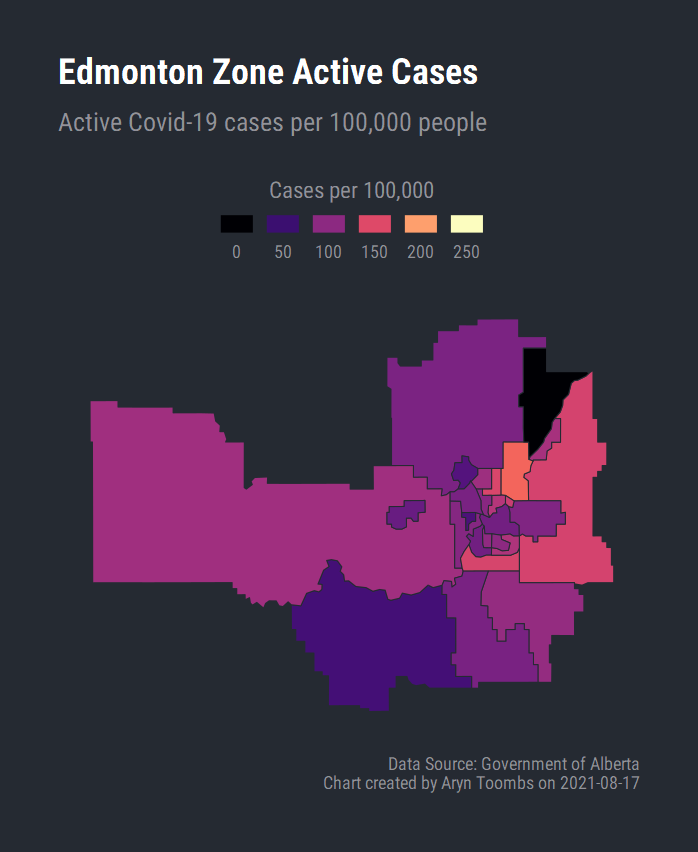 Edmonton Zone Active Cases
Active Covid-19 cases per 100,000 people
Cases per 100,000
0 50 100 150 200 250
Data Source: Government of Alberta
Chart created by Aryn Toombs on 2021-08-17